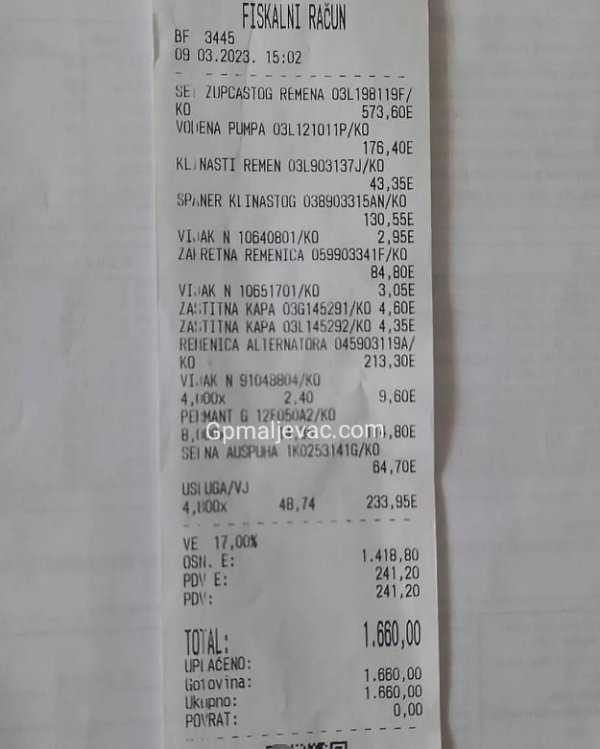 FISKALNI RAČUN
BF 3445
09 03.2023. 15:02
SET ZUPCASTOG REMENA 03L198119F/
KO 573,60E
VODENA PUMPA 03L121011P/KO
176,40E
KLINASTI REMEN 03L903137J/KO
43,35E
SPANER KLINASTOG 038903315AN/KO
130,55E
VIJAK N 10640801/KO 2,95E
ZAKRETNA REMENICA 059903341F/KO
84,80E
VIJAK N 10651701/KO 3,05E
ZASTITNA KAPA 03G145291/KO 4,60E
ZASTITNA KAPA 03L145292/KO 4,35E
REMENICA ALTERNATORA 045903119A/
KO 213,30E
VIJAK N 91048804/KO
4,000x 2,40 9,60E
G 12E050A2/KO
Gpmaljevac.com
AUSPUHA 1K0253141G/KO
64,70E
USLUGA/VJ
4,800x 48,74 233,95E
VE 17,00%
OSN. E: 1.418,80
PDV E: 241,20
PDV: 241,20
TOTAL: 1.660,00
UPLAĆENO:
Gotovina: 1.660,00
Ukupno: 1.660,00
POVRAT: 0,00